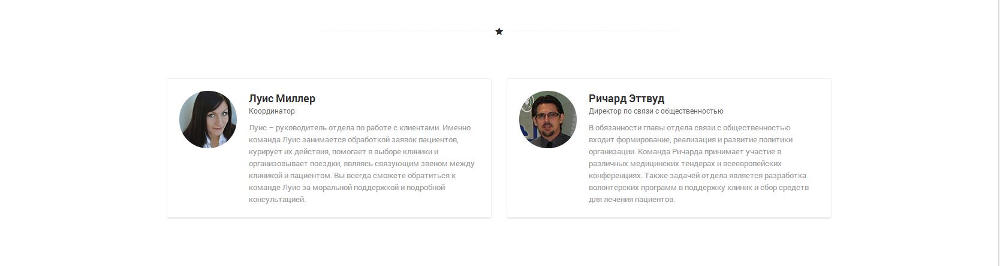 Луис Миллер
Координатор
Луис – руководитель отдела по работе с клиентами. Именно
команда Луис занимается обработкой заявок пациентов,
курирует их действия, помогает в выборе клиники и
организовывает поездки, являясь связующим звеном между
клиникой и пациентом. Вы всегда сможете обратиться к
команде Луис за моральной поддержкой и подробной
консультацией.
Ричард Эттвуд
Директор по связи с общественностью
В обязанности главы отдела связи с общественностью
входит формирование, реализация и развитие политики
организации. Команда Ричарда принимает участие в
различных медицинских тендерах и всеевропейских
конференциях. Также задачей отдела является разработка
волонтерских программ в поддержку клиник и сбор средств
для лечения пациентов.